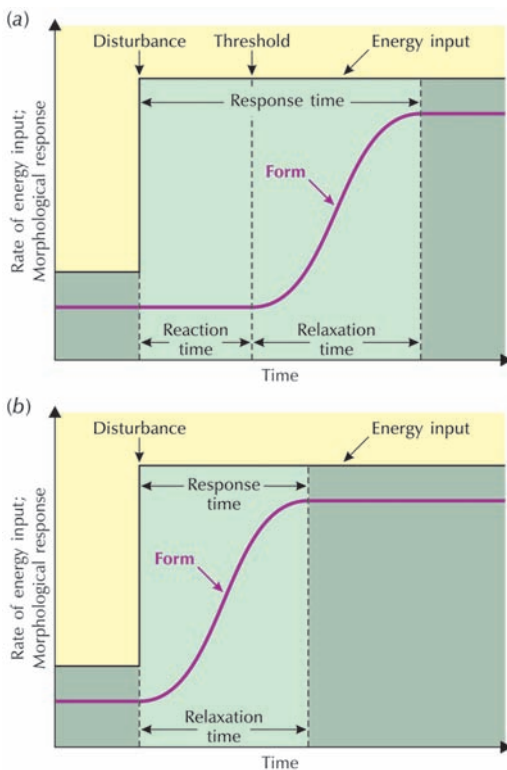 (a)
Disturbance
Threshold
Energy input
Response time
Form
Reaction
time
Relaxation
time
Rate of energy input;
Morphological response
Time
(b)
Disturbance
Energy input
Response
time
Form
Relaxation
time
Rate of energy input;
Morphological response
Time